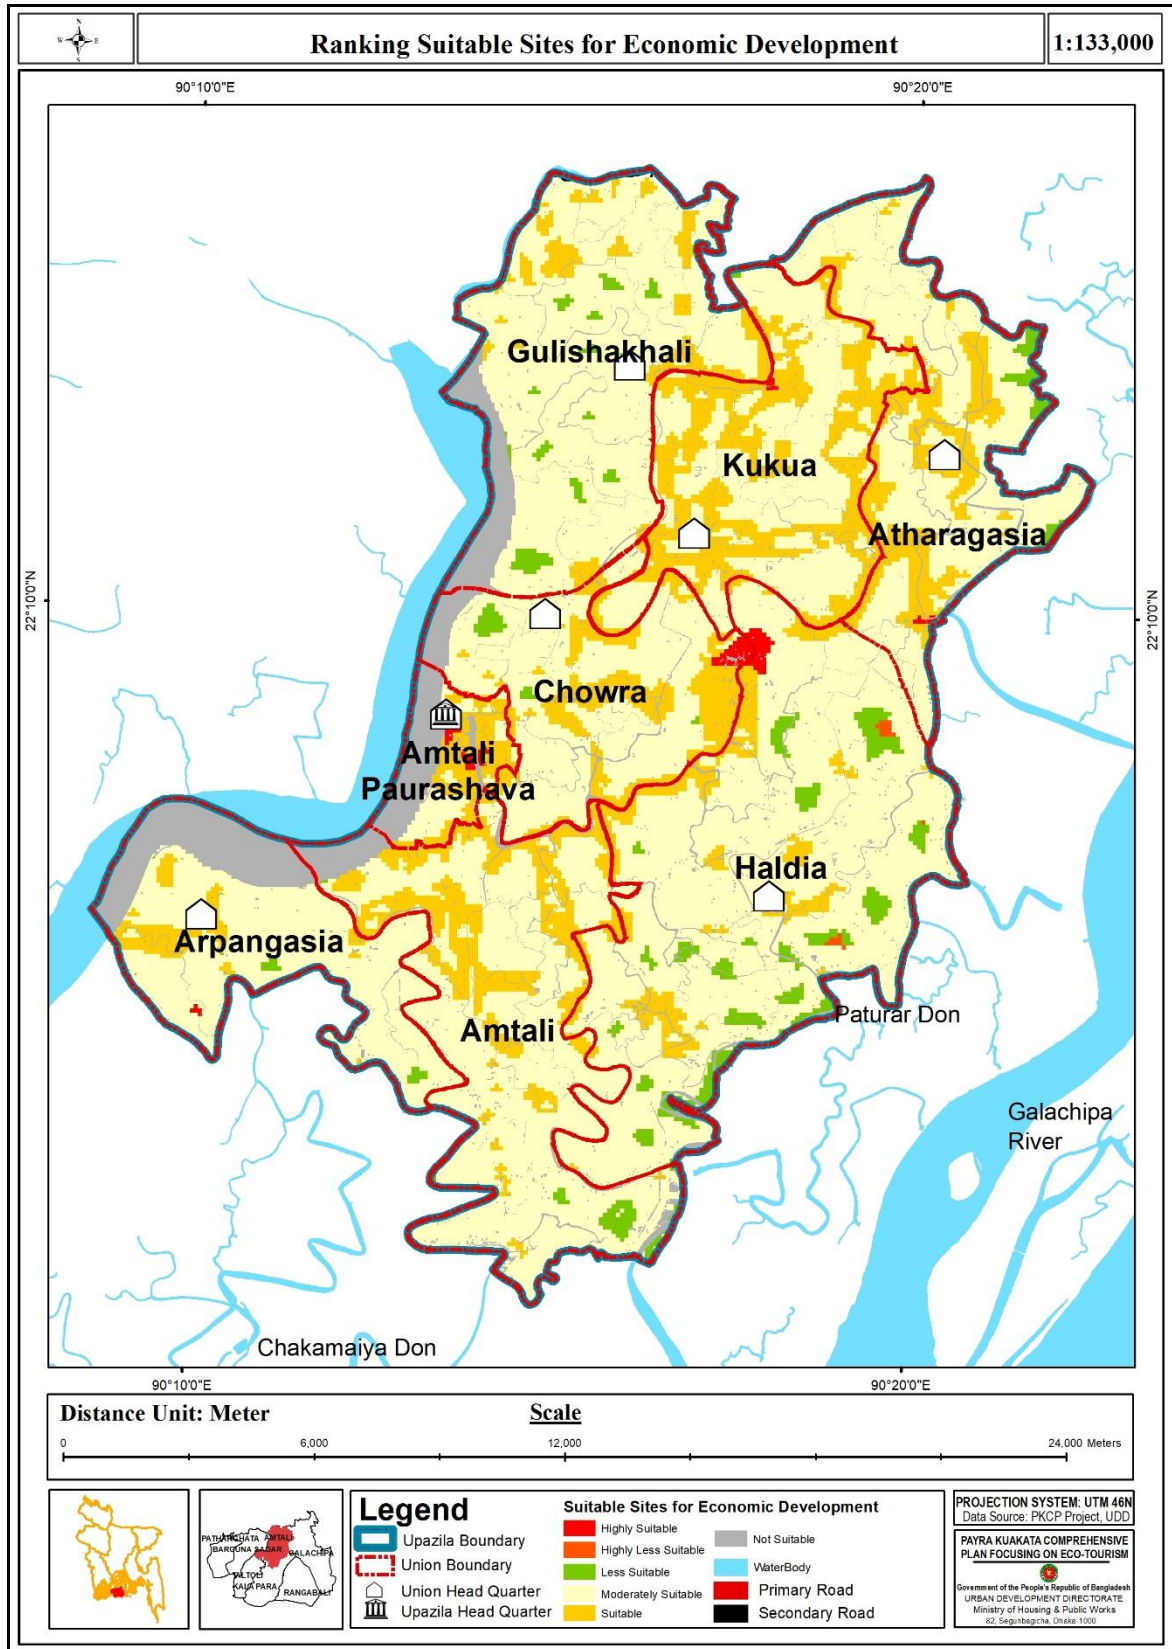 N
W E
S
Ranking Suitable Sites for Economic Development
1:133,000
90°10'0"E
90°20'0"E
Gulishakhali
Kukua
Atharagasia
22°10'0"N
22°10'0"N
Chowra
Amtali
Paurashava
Haldia
Arpangasia
Paturar Don
Amtali
Galachipa
River
Chakamaiya Don
90°10'0"E
90°20'0"E
Distance Unit: Meter
Scale
0
6,000
12,000
24,000 Meters
PATHARGHATA
AMTALI
BARGUNA SADAR
GALACHIPA
TALTOLI
KALAPARA
RANGABALI
Legend
Upazila Boundary
Union Boundary
Union Head Quarter
Upazila Head Quarter
Suitable Sites for Economic Development
Highly Suitable
Highly Less Suitable
Less Suitable
Moderately Suitable
Suitable
Not Suitable
WaterBody
Primary Road
Secondary Road
PROJECTION SYSTEM: UTM 46N
Data Source: PKCP Project, UDD
PAYRA KUAKATA COMPREHENSIVE
PLAN FOCUSING ON ECO-TOURISM
Government of the People's Republic of Bangladesh
URBAN DEVELOPMENT DIRECTORATE
Ministry of Housing & Public Works
82, Segunbagicha, Dhaka 1000